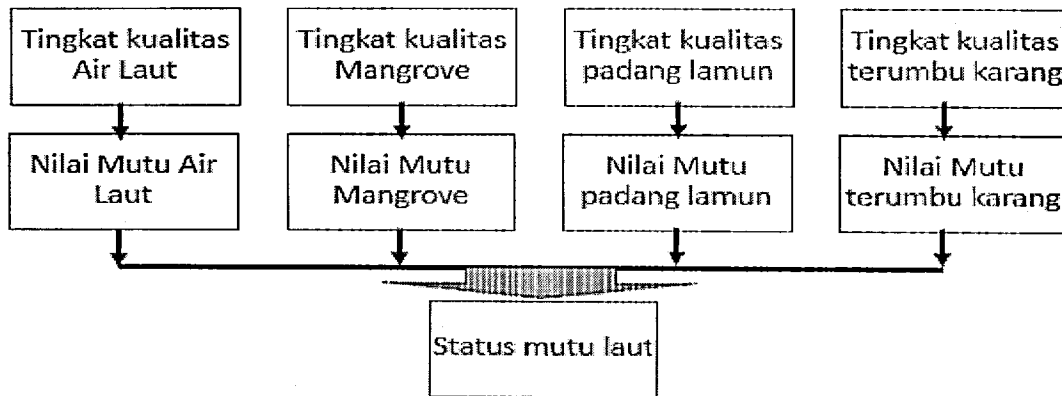 Tingkat kualitas
Air Laut
Tingkat kualitas
Mangrove
Tingkat kualitas
padang lamun
Tingkat kualitas
terumbu karang
Nilai Mutu Air
Laut
Nilai Mutu
Mangrove
Nilai Mutu
padang lamun
Nilai Mutu
terumbu karang
Status mutu laut